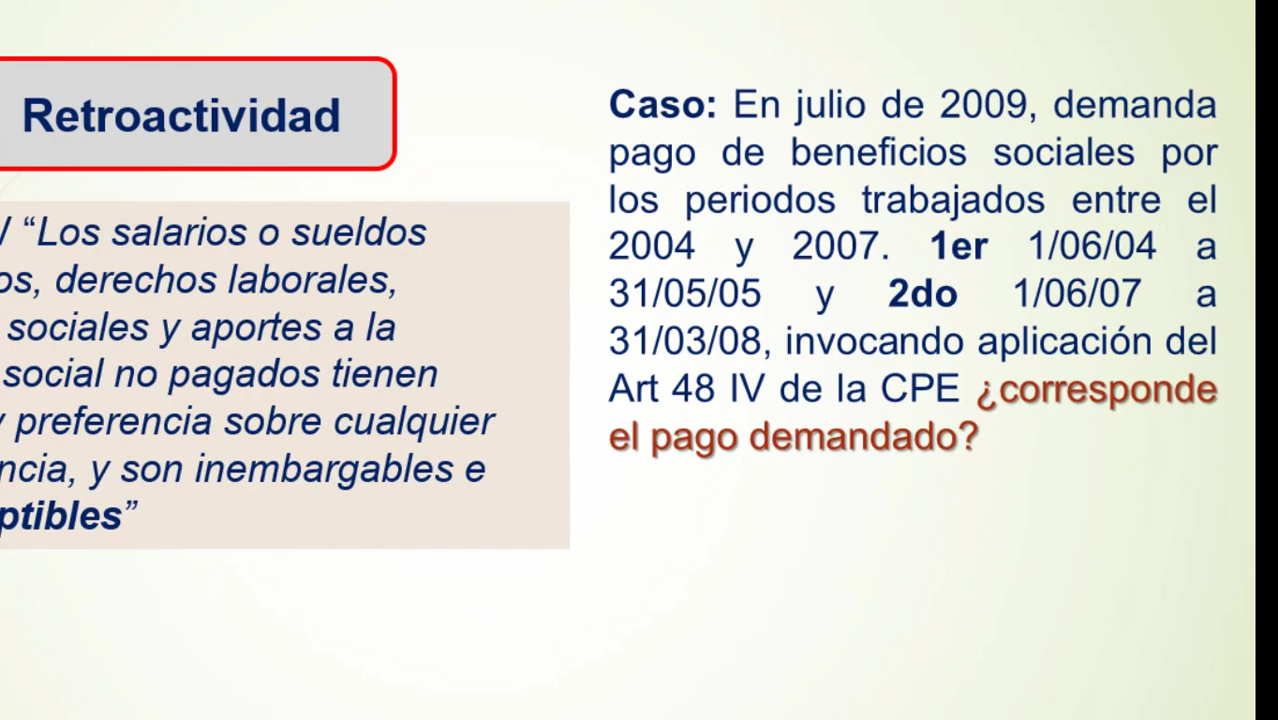 Retroactividad
“Los salarios o sueldos
os, derechos laborales,
sociales y aportes a la
social no pagados tienen
y preferencia sobre cualquier
ncia, y son inembargables e
ptibles”
Caso: En julio de 2009, demanda
pago de beneficios sociales por
los periodos trabajados entre el
2004 y 2007. 1er 1/06/04 a
31/05/05 y 2do 1/06/07 a
31/03/08, invocando aplicación del
Art 48 IV de la CPE ¿corresponde
el pago demandado?